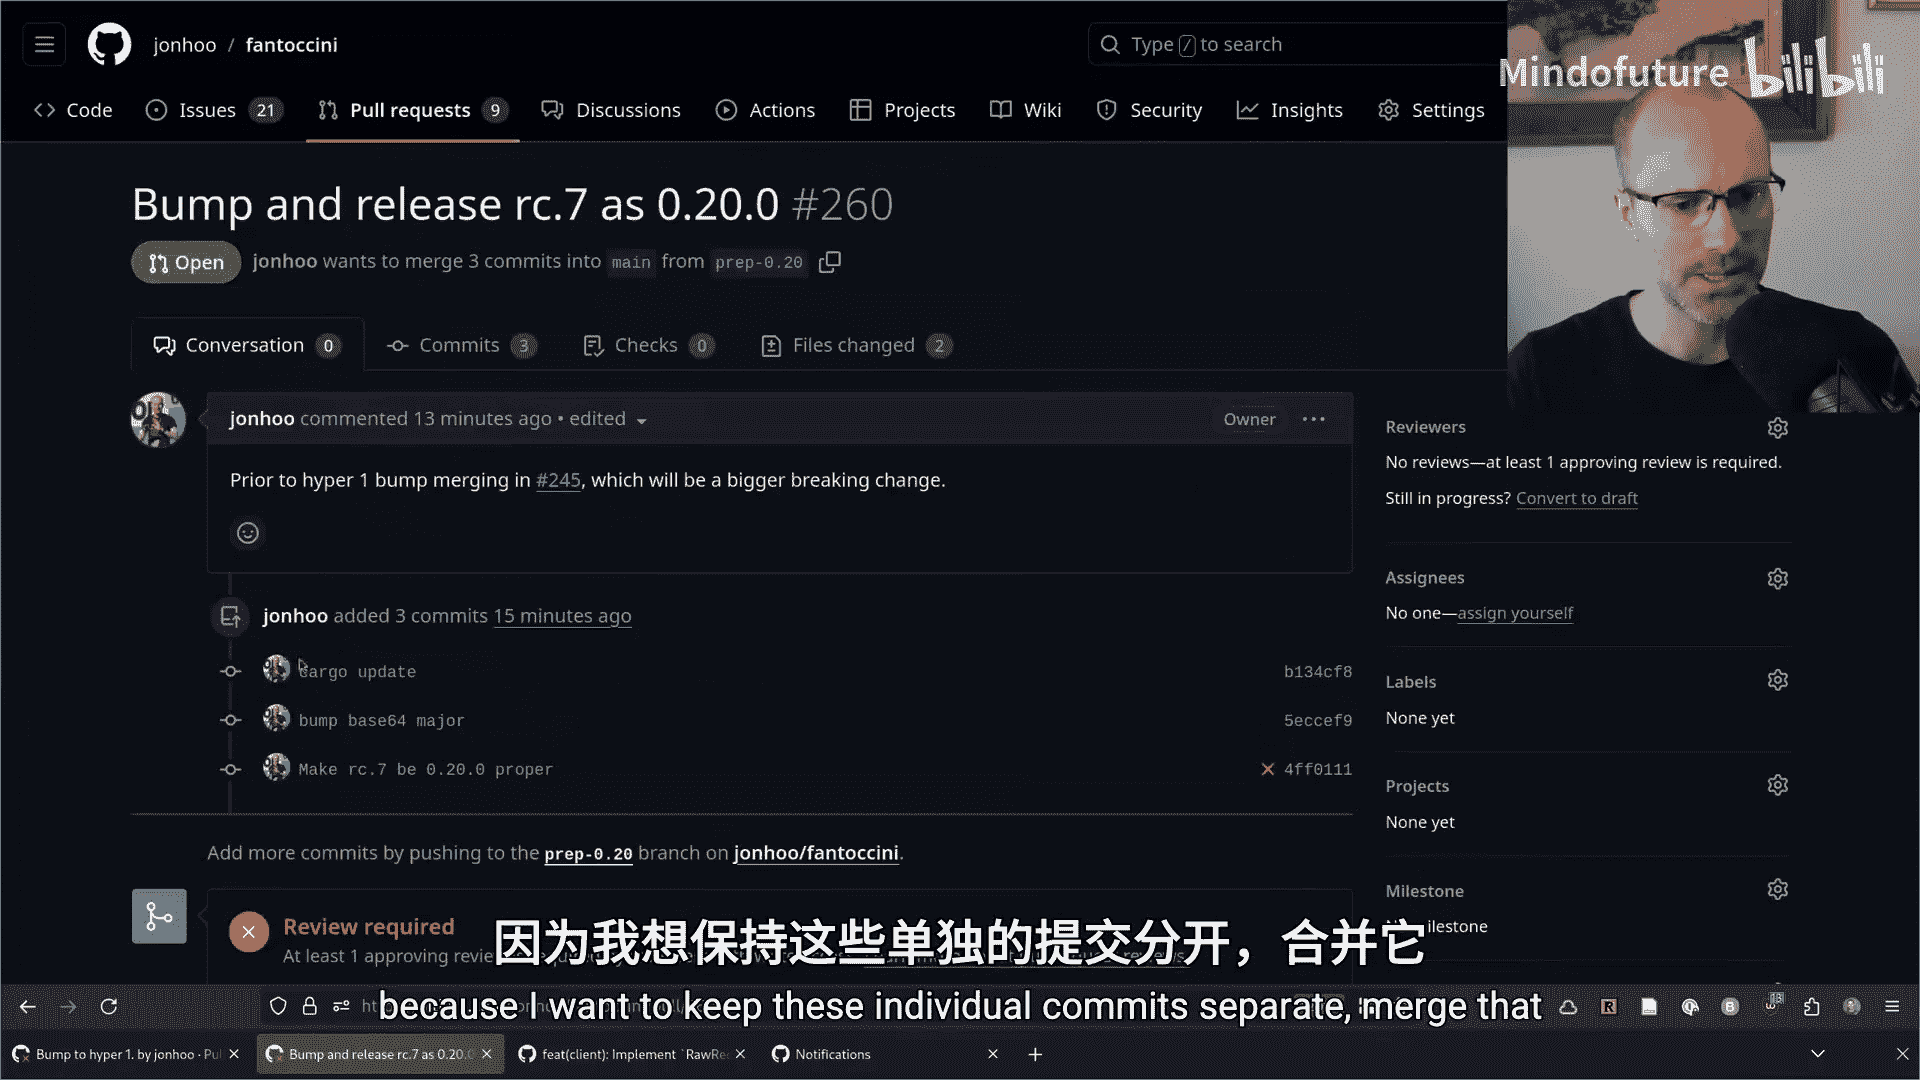 jonhoo / fantoccini
Type / to search
Mindofuture bilibili
Code
Issues 21
Pull requests 9
Discussions
Actions
Projects
Wiki
Security
Insights
Settings
Bump and release rc.7 as 0.20.0 #260
Open jonhoo wants to merge 3 commits into main from prep-0.20
Conversation 0
Commits 3
Checks 0
Files changed 2
jonhoo commented 13 minutes ago • edited
Owner
Prior to hyper 1 bump merging in #245, which will be a bigger breaking change.
jonhoo added 3 commits 15 minutes ago
cargo update b134cf8
bump base64 major 5eccef9
Make rc.7 be 0.20.0 proper 4ff0111
Add more commits by pushing to the prep-0.20 branch on jonhoo/fantoccini.
Review required
At least 1 approving
Reviewers
No reviews—at least 1 approving review is required.
Still in progress? Convert to draft
Assignees
No one—assign yourself
Labels
None yet
Projects
None yet
Milestone
ilestone
因为我想保持这些单独的提交分开，合并它
because I want to keep these individual commits separate, merge that
Bump to hyper 1. by jonhoo · Pu
Bump and release rc.7 as 0.20.0
feat(client): Implement `RawRe
Notifications